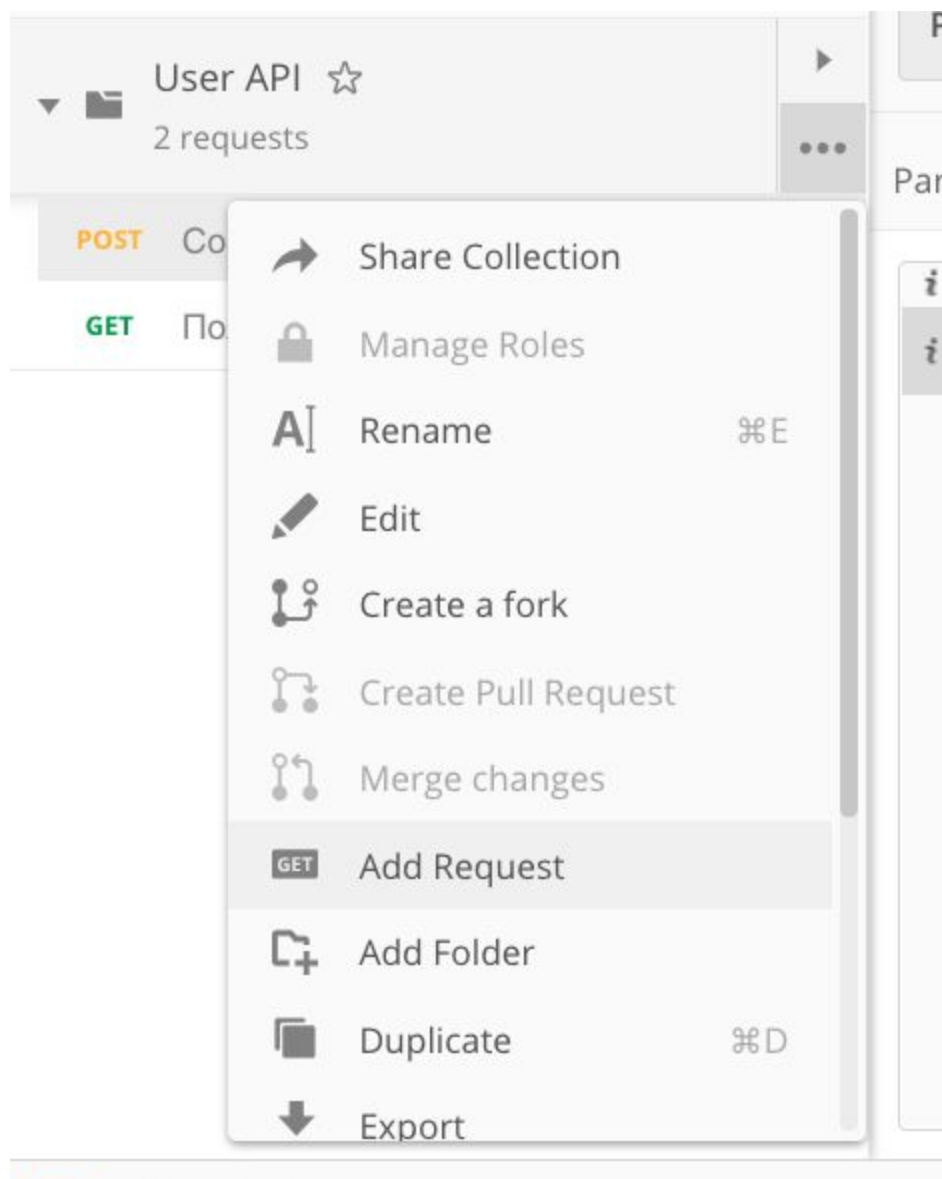 User API
2 requests
POST Со
GET По
Share Collection
Manage Roles
Rename ⌘E
Edit
Create a fork
Create Pull Request
Merge changes
GET Add Request
Add Folder
Duplicate ⌘D
Export
Par
i
i